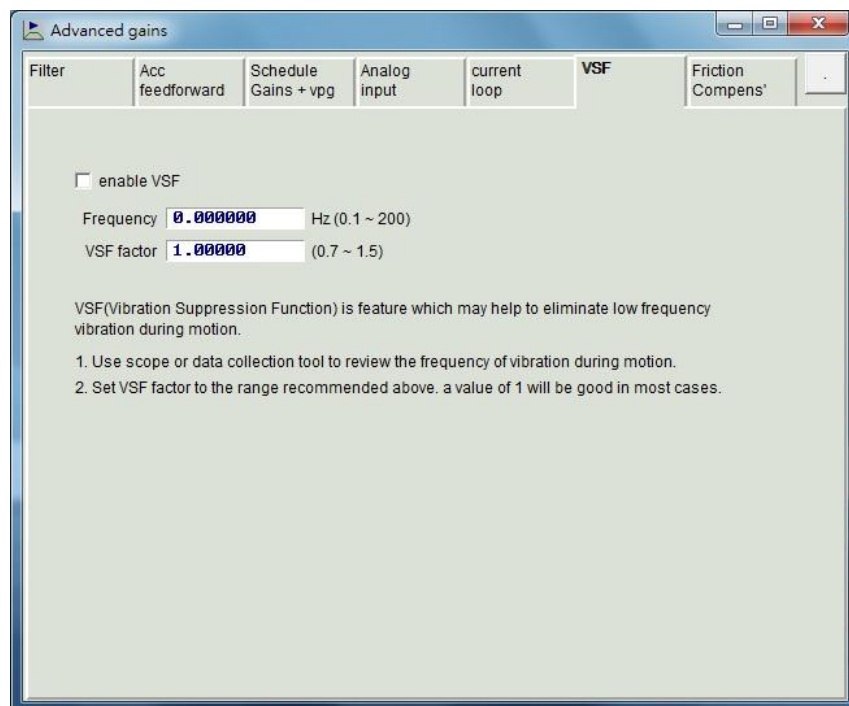 Advanced gains
Filter
Acc feedforward
Schedule Gains + vpg
Analog input
current loop
VSF
Friction Compens'
.
enable VSF
Frequency 0.000000 Hz (0.1 ~ 200)
VSF factor 1.00000 (0.7 ~ 1.5)
VSF(Vibration Suppression Function) is feature which may help to eliminate low frequency
vibration during motion.
1. Use scope or data collection tool to review the frequency of vibration during motion.
2. Set VSF factor to the range recommended above. a value of 1 will be good in most cases.